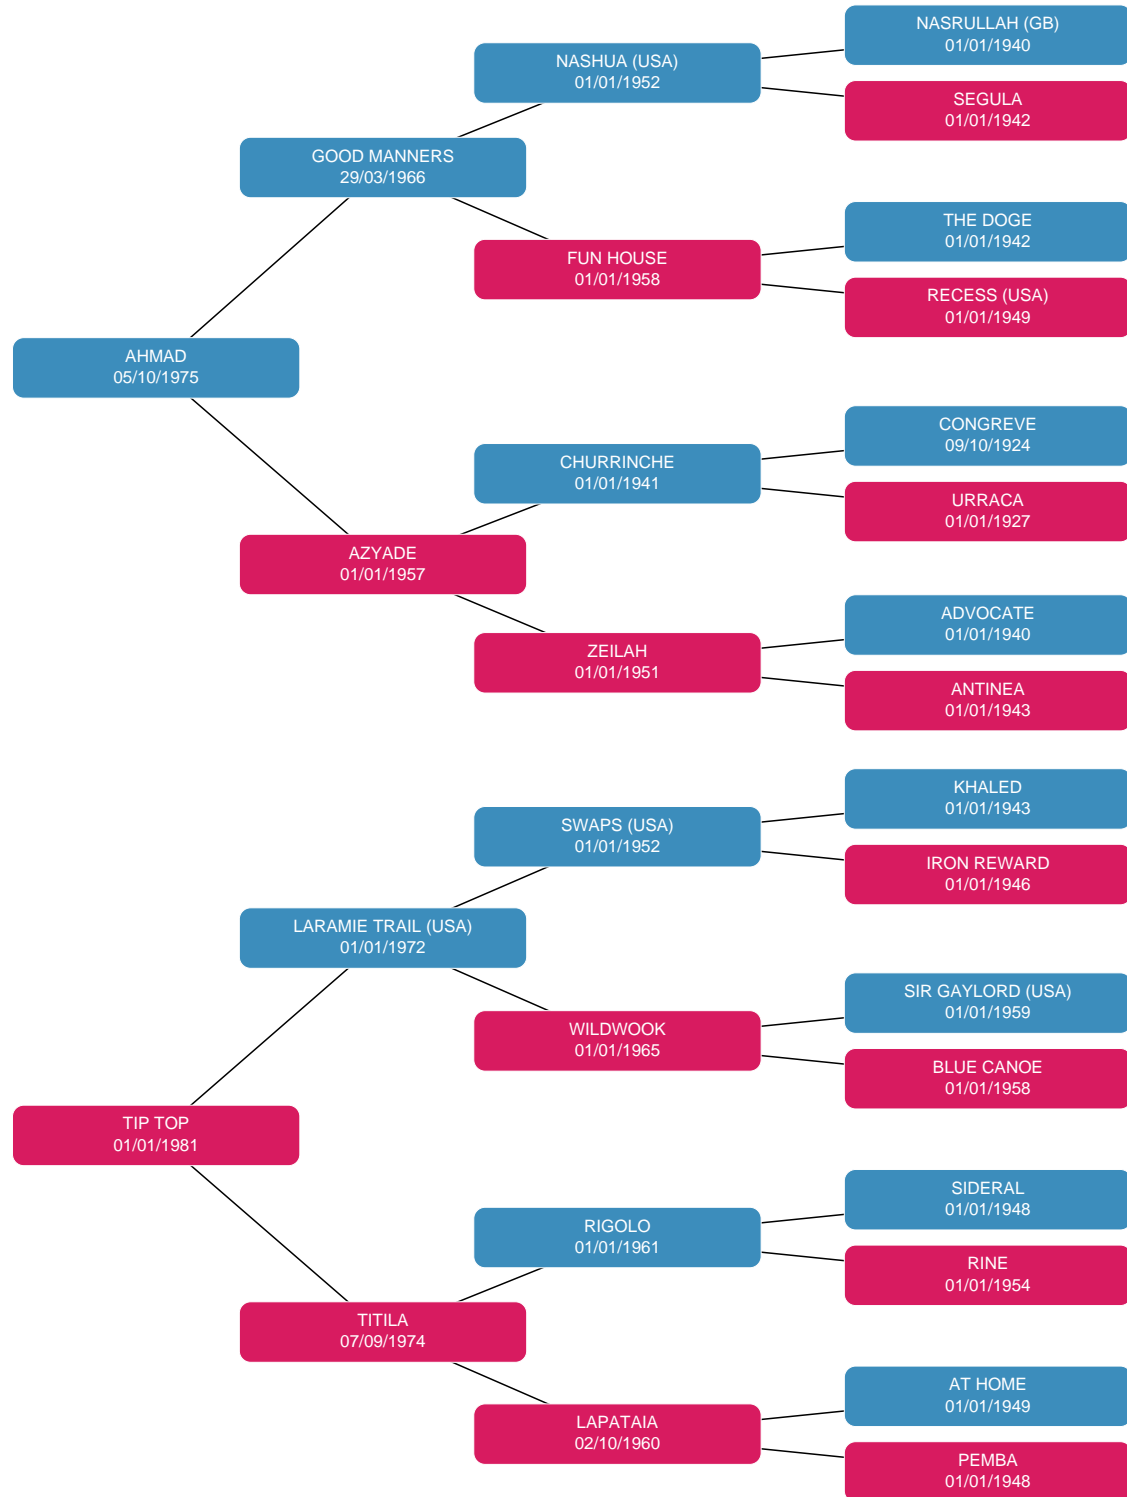 NASRULLAH (GB)
01/01/1940
NASHUA (USA)
01/01/1952
SEGULA
01/01/1942
GOOD MANNERS
29/03/1966
THE DOGE
01/01/1942
FUN HOUSE
01/01/1958
RECESS (USA)
01/01/1949
AHMAD
05/10/1975
CONGREVE
09/10/1924
CHURRINCHE
01/01/1941
URRACA
01/01/1927
AZYADE
01/01/1957
ADVOCATE
01/01/1940
ZEILAH
01/01/1951
ANTINEA
01/01/1943
KHALED
01/01/1943
SWAPS (USA)
01/01/1952
IRON REWARD
01/01/1946
LARAMIE TRAIL (USA)
01/01/1972
SIR GAYLORD (USA)
01/01/1959
WILDWOOK
01/01/1965
BLUE CANOE
01/01/1958
TIP TOP
01/01/1981
SIDERAL
01/01/1948
RIGOLO
01/01/1961
RINE
01/01/1954
TITILA
07/09/1974
AT HOME
01/01/1949
LAPATAIA
02/10/1960
PEMBA
01/01/1948